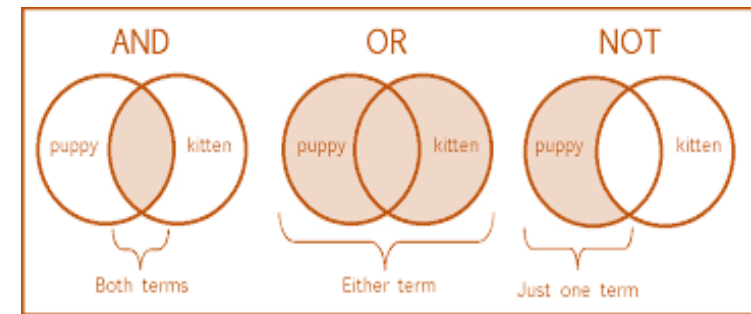 AND OR NOT
puppy kitten puppy kitten puppy kitten
Both terms Either term Just one term